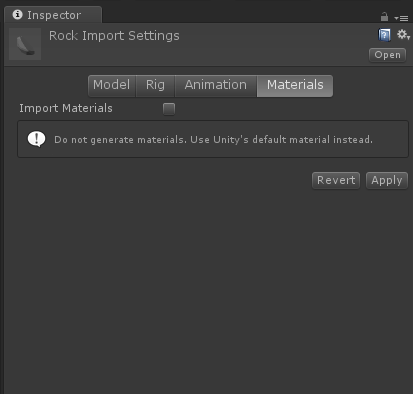 Inspector
Rock Import Settings
Open
Model Rig Animation Materials
Import Materials
Do not generate materials. Use Unity's default material instead.
Revert Apply